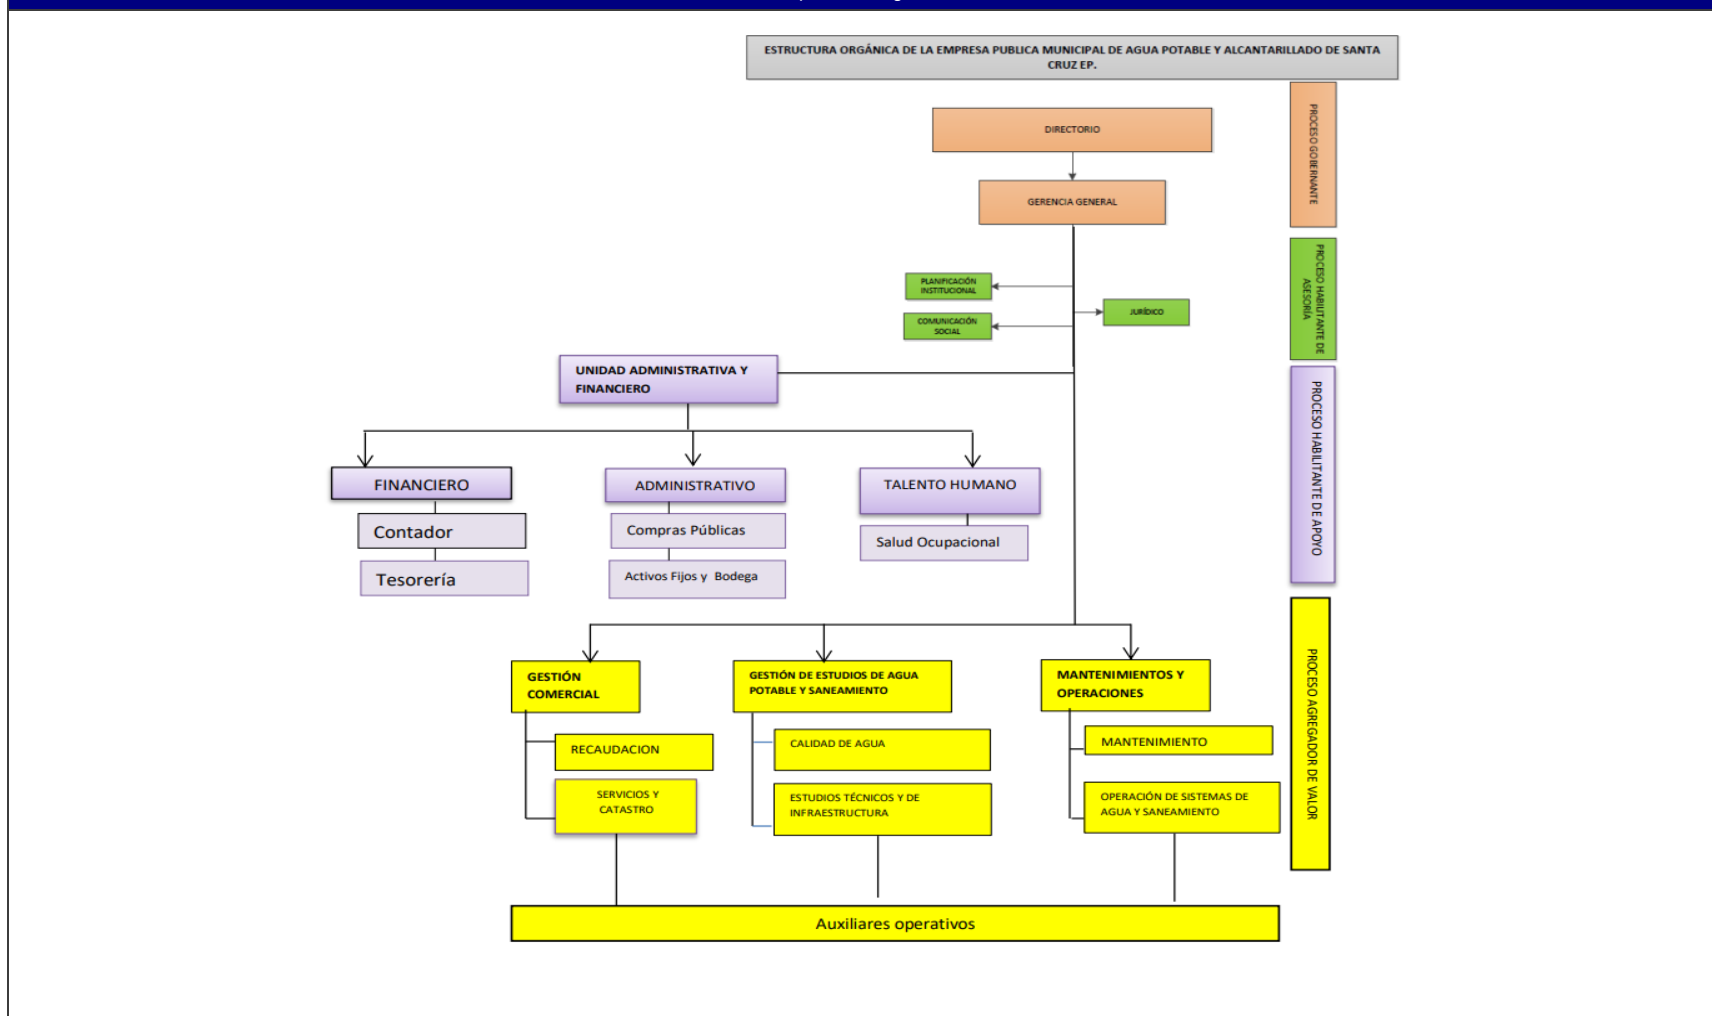 ESTRUCTURA ORGÁNICA DE LA EMPRESA PUBLICA MUNICIPAL DE AGUA POTABLE Y ALCANTARILLADO DE SANTA
CRUZ EP.
PROCESO GOBERNANTE
DIRECTORIO
GERENCIA GENERAL
PROCESO HABILITANTE DE
ASESORÍA
PLANIFICACIÓN
INSTITUCIONAL
JURÍDICO
COMUNICACIÓN
SOCIAL
UNIDAD ADMINISTRATIVA Y
FINANCIERO
PROCESO HABILITANTE DE APOYO
FINANCIERO
Contador
Tesorería
ADMINISTRATIVO
Compras Públicas
Activos Fijos y Bodega
TALENTO HUMANO
Salud Ocupacional
PROCESO AGREGADOR DE VALOR
GESTIÓN
COMERCIAL
RECAUDACION
SERVICIOS Y
CATASTRO
GESTIÓN DE ESTUDIOS DE AGUA
POTABLE Y SANEAMIENTO
CALIDAD DE AGUA
ESTUDIOS TÉCNICOS Y DE
INFRAESTRUCTURA
MANTENIMIENTOS Y
OPERACIONES
MANTENIMIENTO
OPERACIÓN DE SISTEMAS DE
AGUA Y SANEAMIENTO
Auxiliares operativos